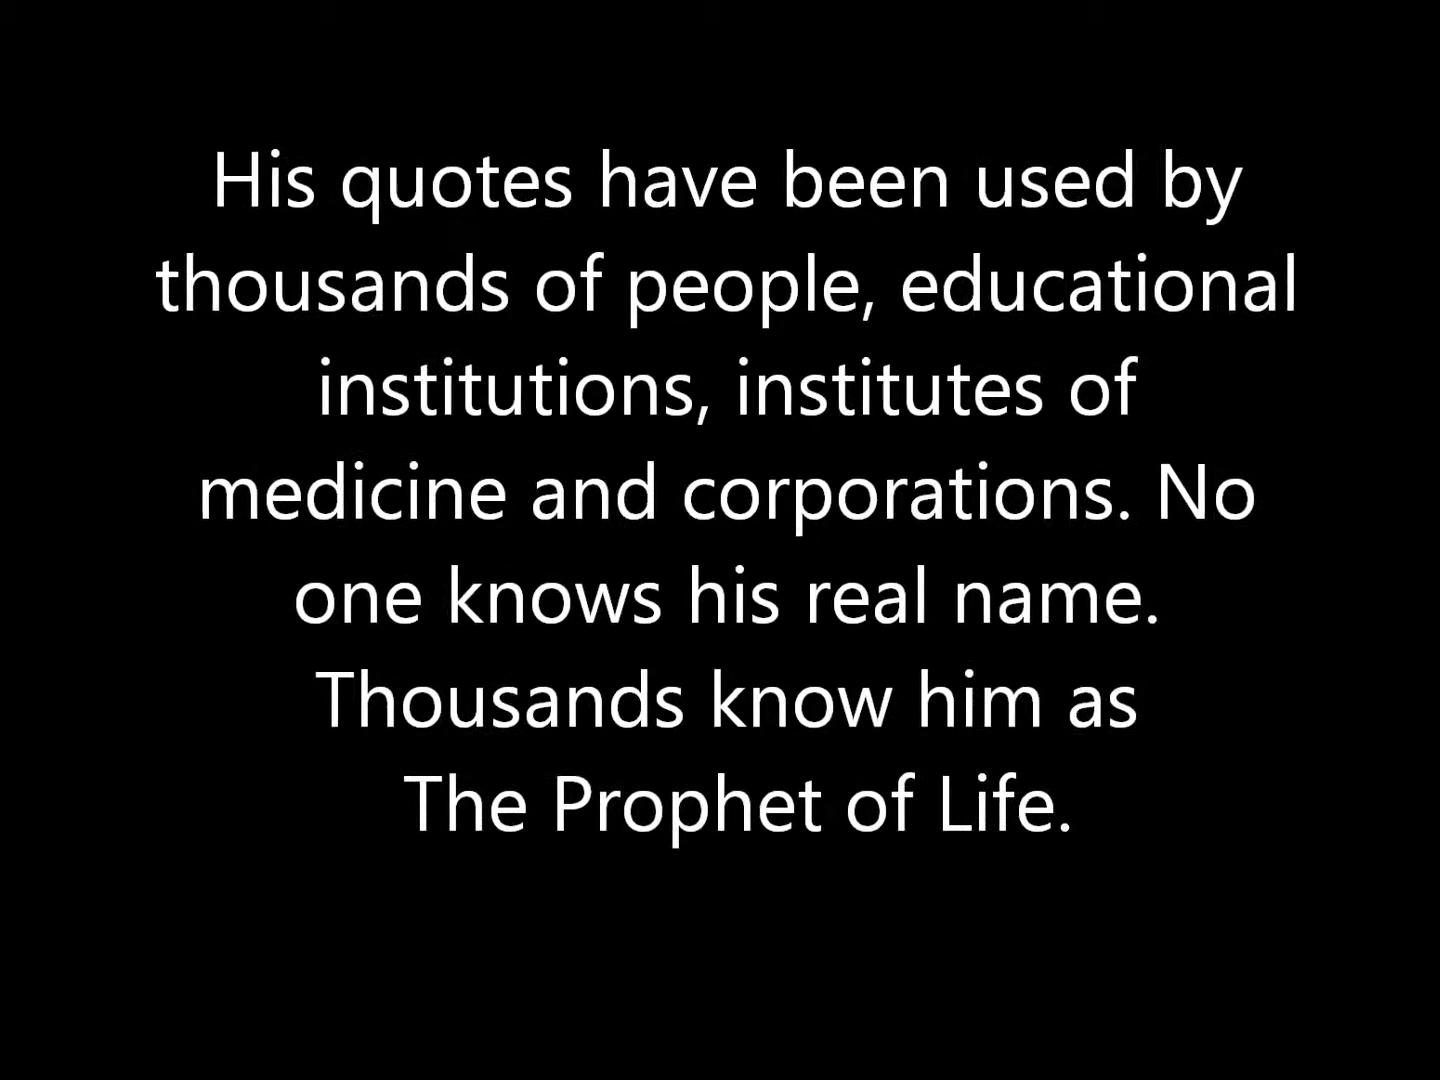 His quotes have been used by
thousands of people, educational
institutions, institutes of
medicine and corporations. No
one knows his real name.
Thousands know him as
The Prophet of Life.